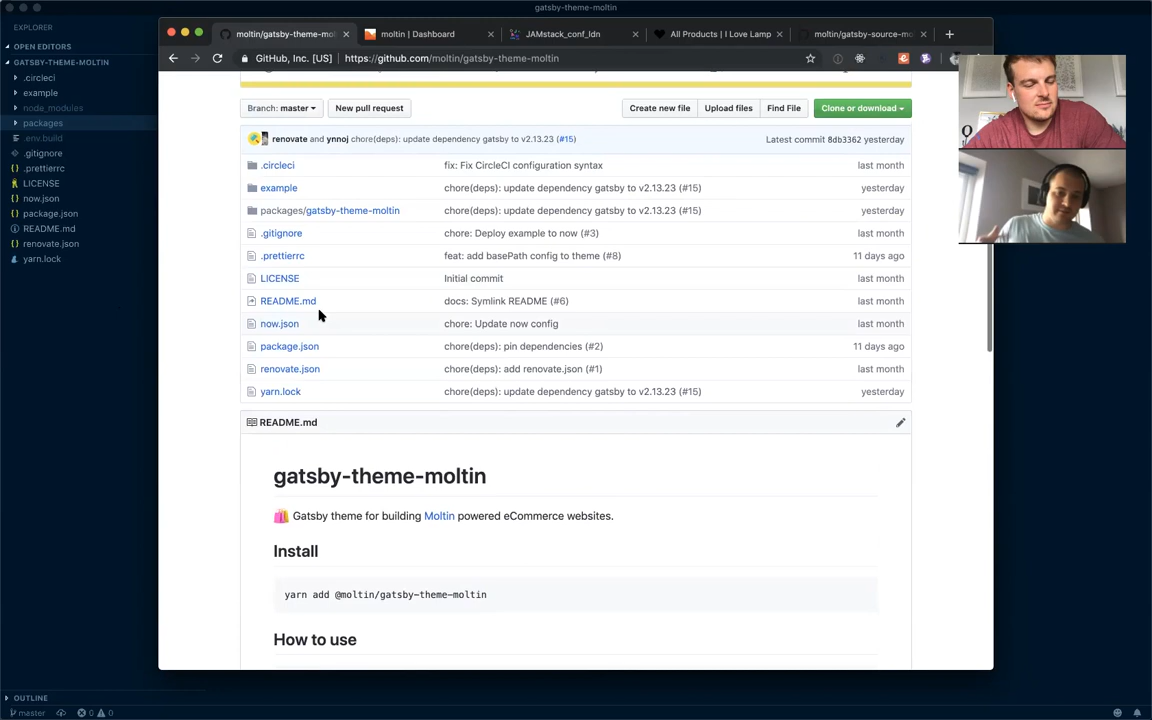 gatsby-theme-moltin
EXPLORER
OPEN EDITORS
GATSBY-THEME-MOLTIN
.circleci
example
node_modules
packages
.env.build
.gitignore
.prettierrc
LICENSE
now.json
package.json
README.md
renovate.json
yarn.lock
OUTLINE
master 0 0
moltin/gatsby-theme-mol
moltin | Dashboard
JAMstack_conf_ldn
All Products | I Love Lamp
moltin/gatsby-source-mo
GitHub, Inc. [US] https://github.com/moltin/gatsby-theme-moltin
Branch: master New pull request Create new file Upload files Find File Clone or download
renovate and ynnoj chore(deps): update dependency gatsby to v2.13.23 (#15) Latest commit 8db3362 yesterday
.circleci fix: Fix CircleCI configuration syntax last month
example chore(deps): update dependency gatsby to v2.13.23 (#15) yesterday
packages/gatsby-theme-moltin chore(deps): update dependency gatsby to v2.13.23 (#15) yesterday
.gitignore chore: Deploy example to now (#3) last month
.prettierrc feat: add basePath config to theme (#8) 11 days ago
LICENSE Initial commit last month
README.md docs: Symlink README (#6) last month
now.json chore: Update now config last month
package.json chore(deps): pin dependencies (#2) 11 days ago
renovate.json chore(deps): add renovate.json (#1) last month
yarn.lock chore(deps): update dependency gatsby to v2.13.23 (#15) yesterday
README.md
gatsby-theme-moltin
🛍 Gatsby theme for building Moltin powered eCommerce websites.
Install
yarn add @moltin/gatsby-theme-moltin
How to use